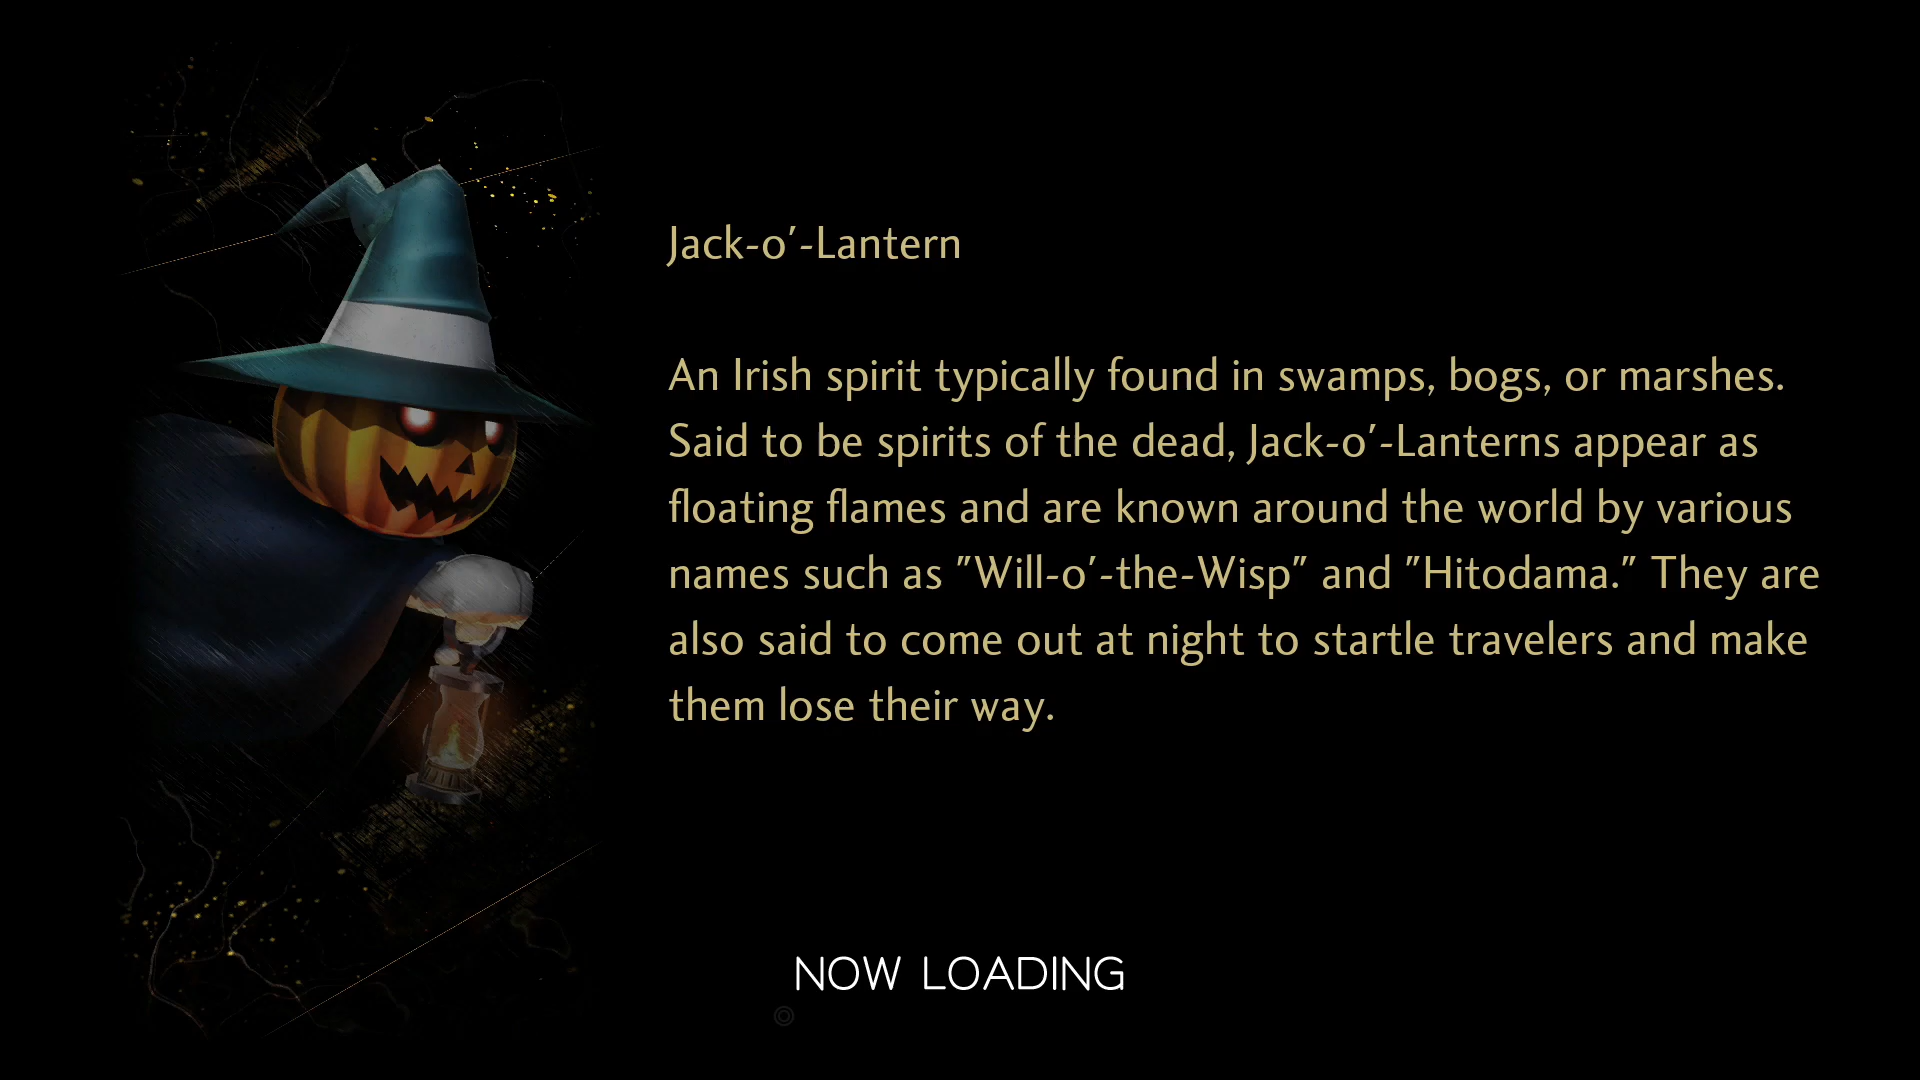 Jack-o'-Lantern
An Irish spirit typically found in swamps, bogs, or marshes.
Said to be spirits of the dead, Jack-o'-Lanterns appear as
floating flames and are known around the world by various
names such as "Will-o'-the-Wisp" and "Hitodama." They are
also said to come out at night to startle travelers and make
them lose their way.
NOW LOADING